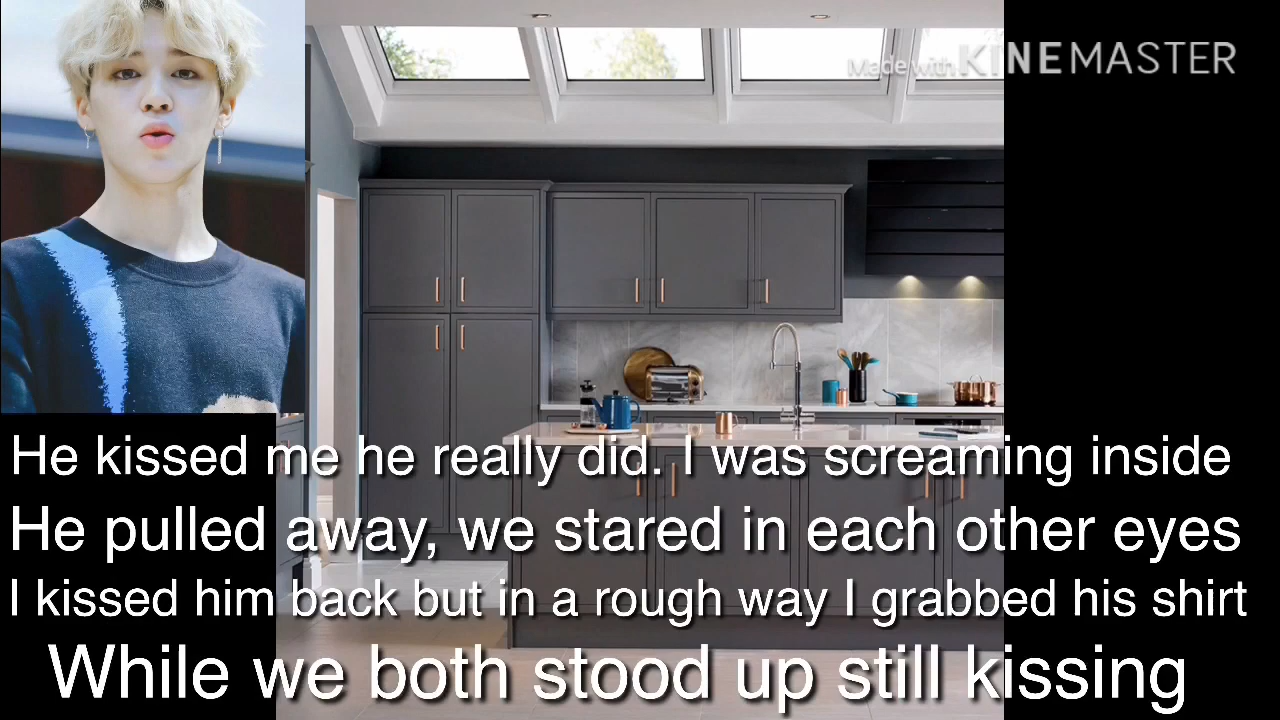 Made with KINEMASTER
He kissed me he really did. I was screaming inside
He pulled away, we stared in each other eyes
I kissed him back but in a rough way I grabbed his shirt
While we both stood up still kissing